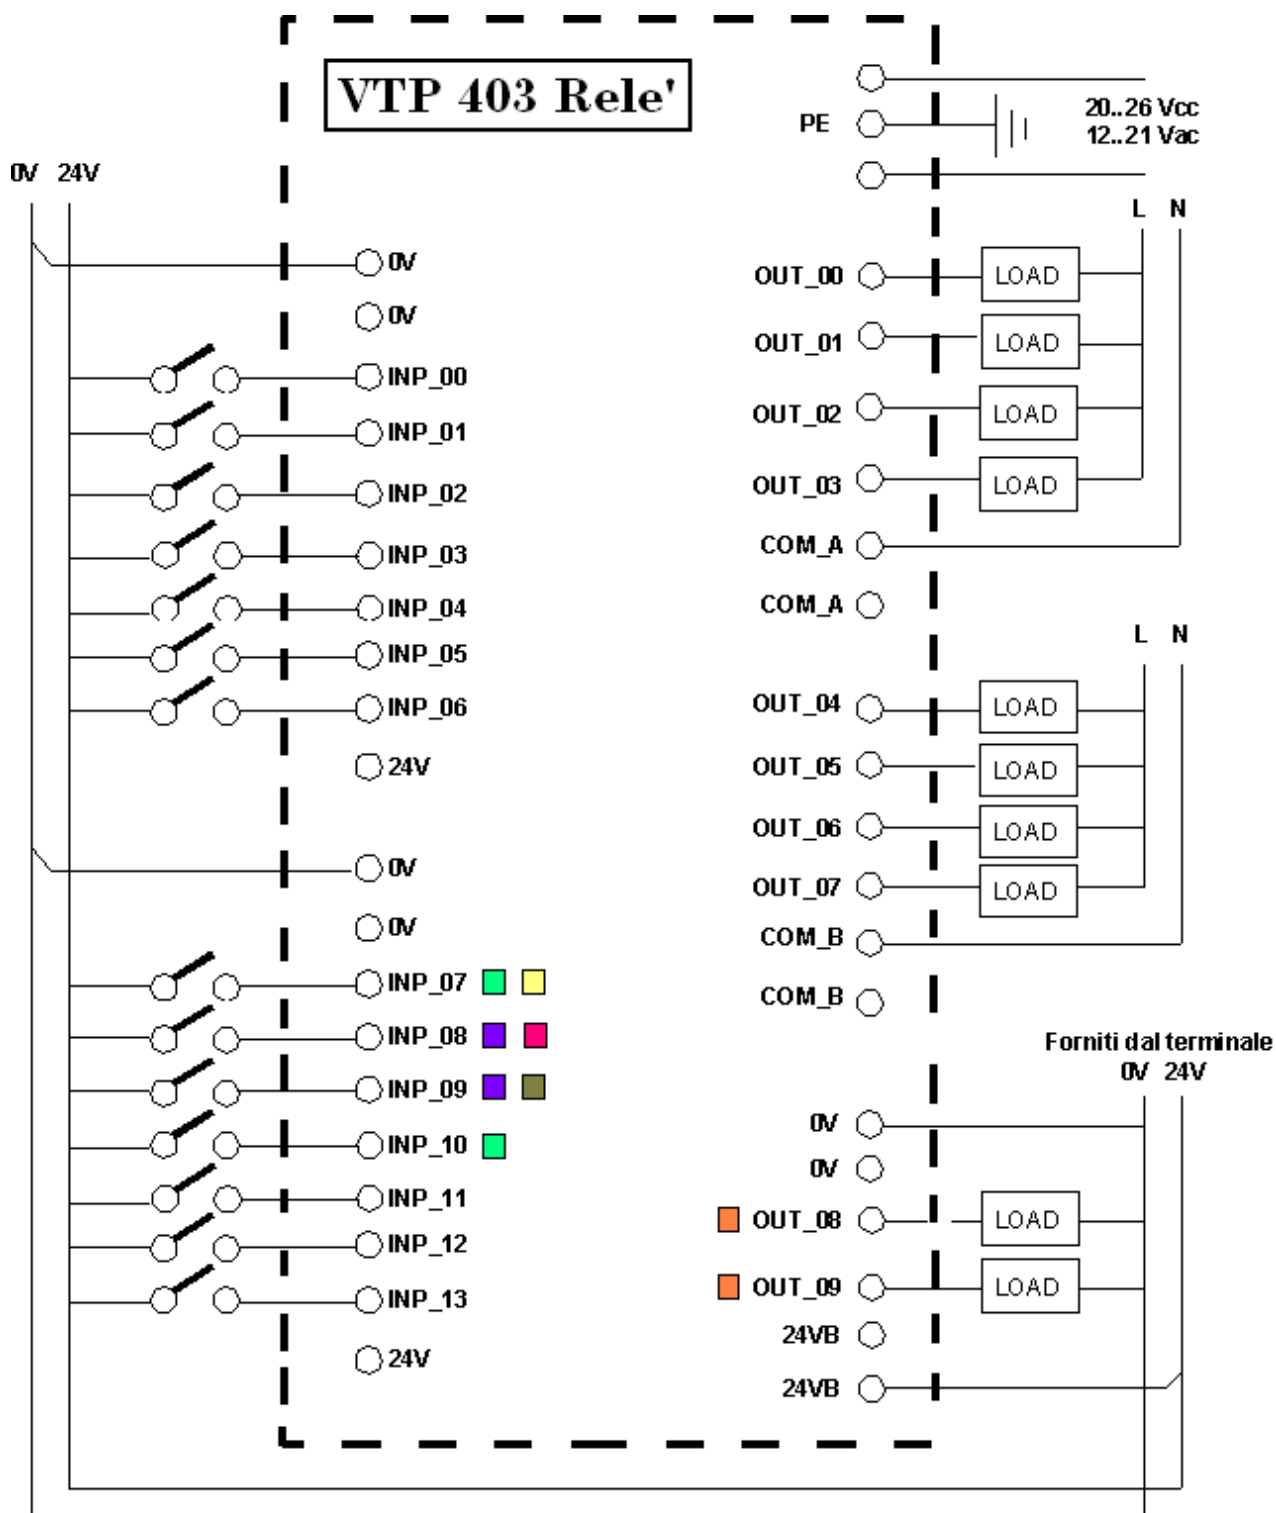 VTP 403 Rele'
PE
20..26 Vcc
12..21 Vac
0V 24V
L N
0V
0V
INP_00
INP_01
INP_02
INP_03
INP_04
INP_05
INP_06
24V
0V
0V
INP_07
INP_08
INP_09
INP_10
INP_11
INP_12
INP_13
24V
OUT_00 LOAD
OUT_01 LOAD
OUT_02 LOAD
OUT_03 LOAD
COM_A
COM_A
L N
OUT_04 LOAD
OUT_05 LOAD
OUT_06 LOAD
OUT_07 LOAD
COM_B
COM_B
Forniti dal terminale
0V 24V
0V
0V
OUT_08 LOAD
OUT_09 LOAD
24VB
24VB